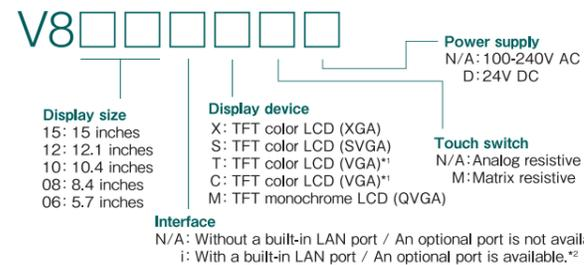 V8□□□□□□
Power supply
N/A: 100-240V AC
D: 24V DC
Display size
15: 15 inches
12: 12.1 inches
10: 10.4 inches
08: 8.4 inches
06: 5.7 inches
Display device
X: TFT color LCD (XGA)
S: TFT color LCD (SVGA)
T: TFT color LCD (VGA)*1
C: TFT color LCD (VGA)*1
M: TFT monochrome LCD (QVGA)
Touch switch
N/A: Analog resistive
M: Matrix resistive
Interface
N/A: Without a built-in LAN port / An optional port is not avail
i: With a built-in LAN port / An optional port is available.*2